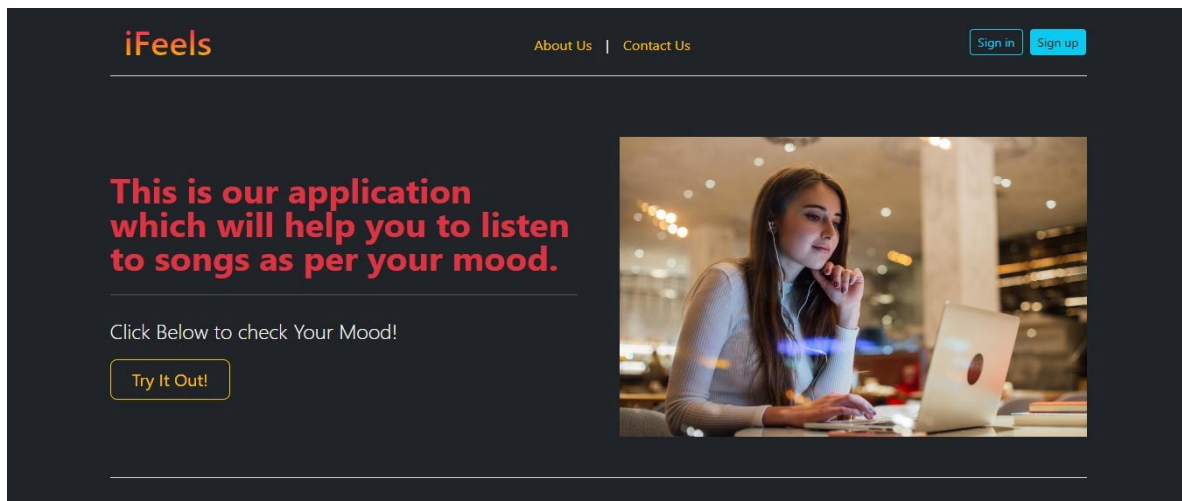 iFeels
About Us | Contact Us
Sign in
Sign up
This is our application
which will help you to listen
to songs as per your mood.
Click Below to check Your Mood!
Try It Out!